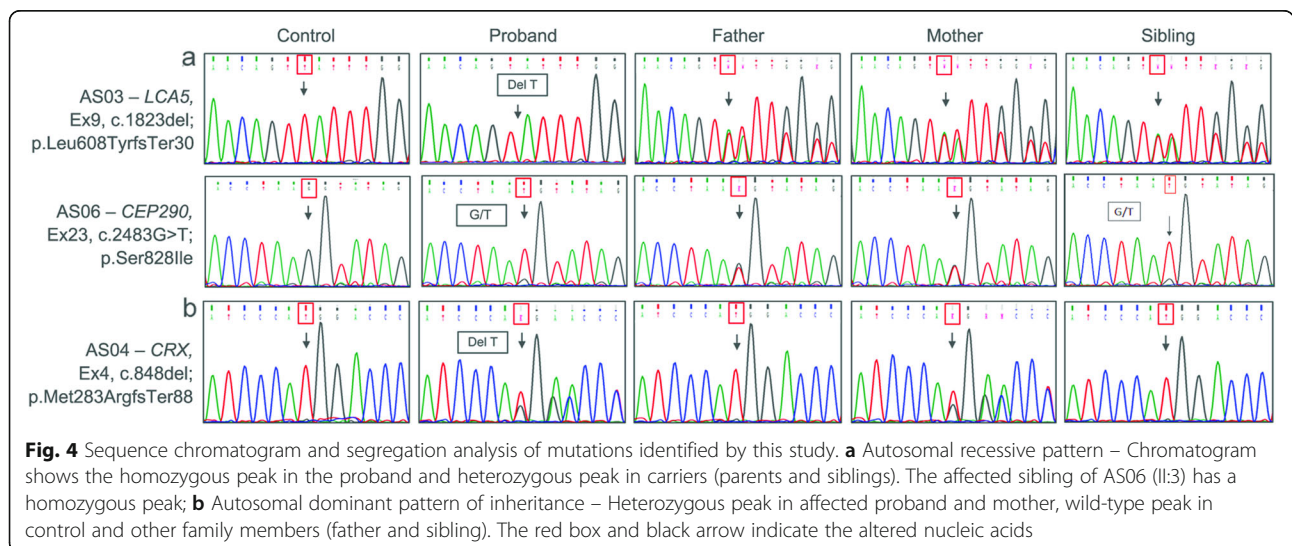 Control Proband Father Mother Sibling
a
AS03 – LCA5,
Ex9, c.1823del;
p.Leu608TyrfsTer30
Del T
AS06 – CEP290,
Ex23, c.2483G>T;
p.Ser828Ile
G/T
G/T
b
AS04 – CRX,
Ex4, c.848del;
p.Met283ArgfsTer88
Del T
Fig. 4 Sequence chromatogram and segregation analysis of mutations identified by this study. a Autosomal recessive pattern – Chromatogram
shows the homozygous peak in the proband and heterozygous peak in carriers (parents and siblings). The affected sibling of AS06 (II:3) has a
homozygous peak; b Autosomal dominant pattern of inheritance – Heterozygous peak in affected proband and mother, wild-type peak in
control and other family members (father and sibling). The red box and black arrow indicate the altered nucleic acids